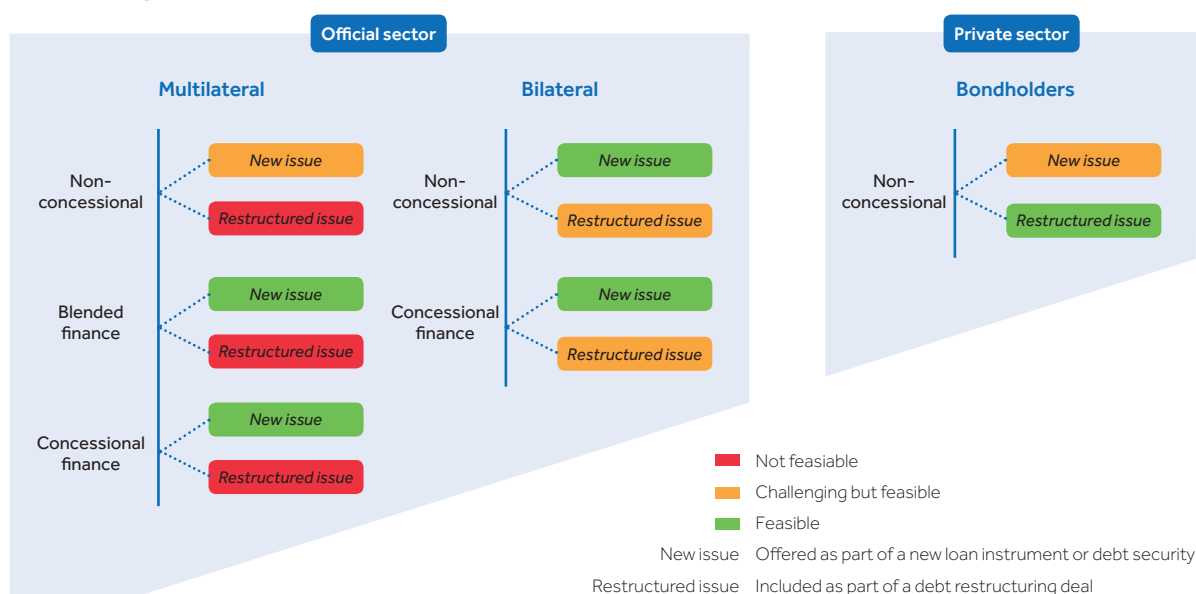 Official sector
Private sector
Multilateral
Bilateral
Bondholders
Non-
concessional
New issue
Restructured issue
Blended
finance
New issue
Restructured issue
Concessional
finance
New issue
Restructured issue
Non-
concessional
New issue
Restructured issue
Concessional
finance
New issue
Restructured issue
Non-
concessional
New issue
Restructured issue
Not feasiable
Challenging but feasible
Feasible
New issue Offered as part of a new loan instrument or debt security
Restructured issue Included as part of a debt restructuring deal